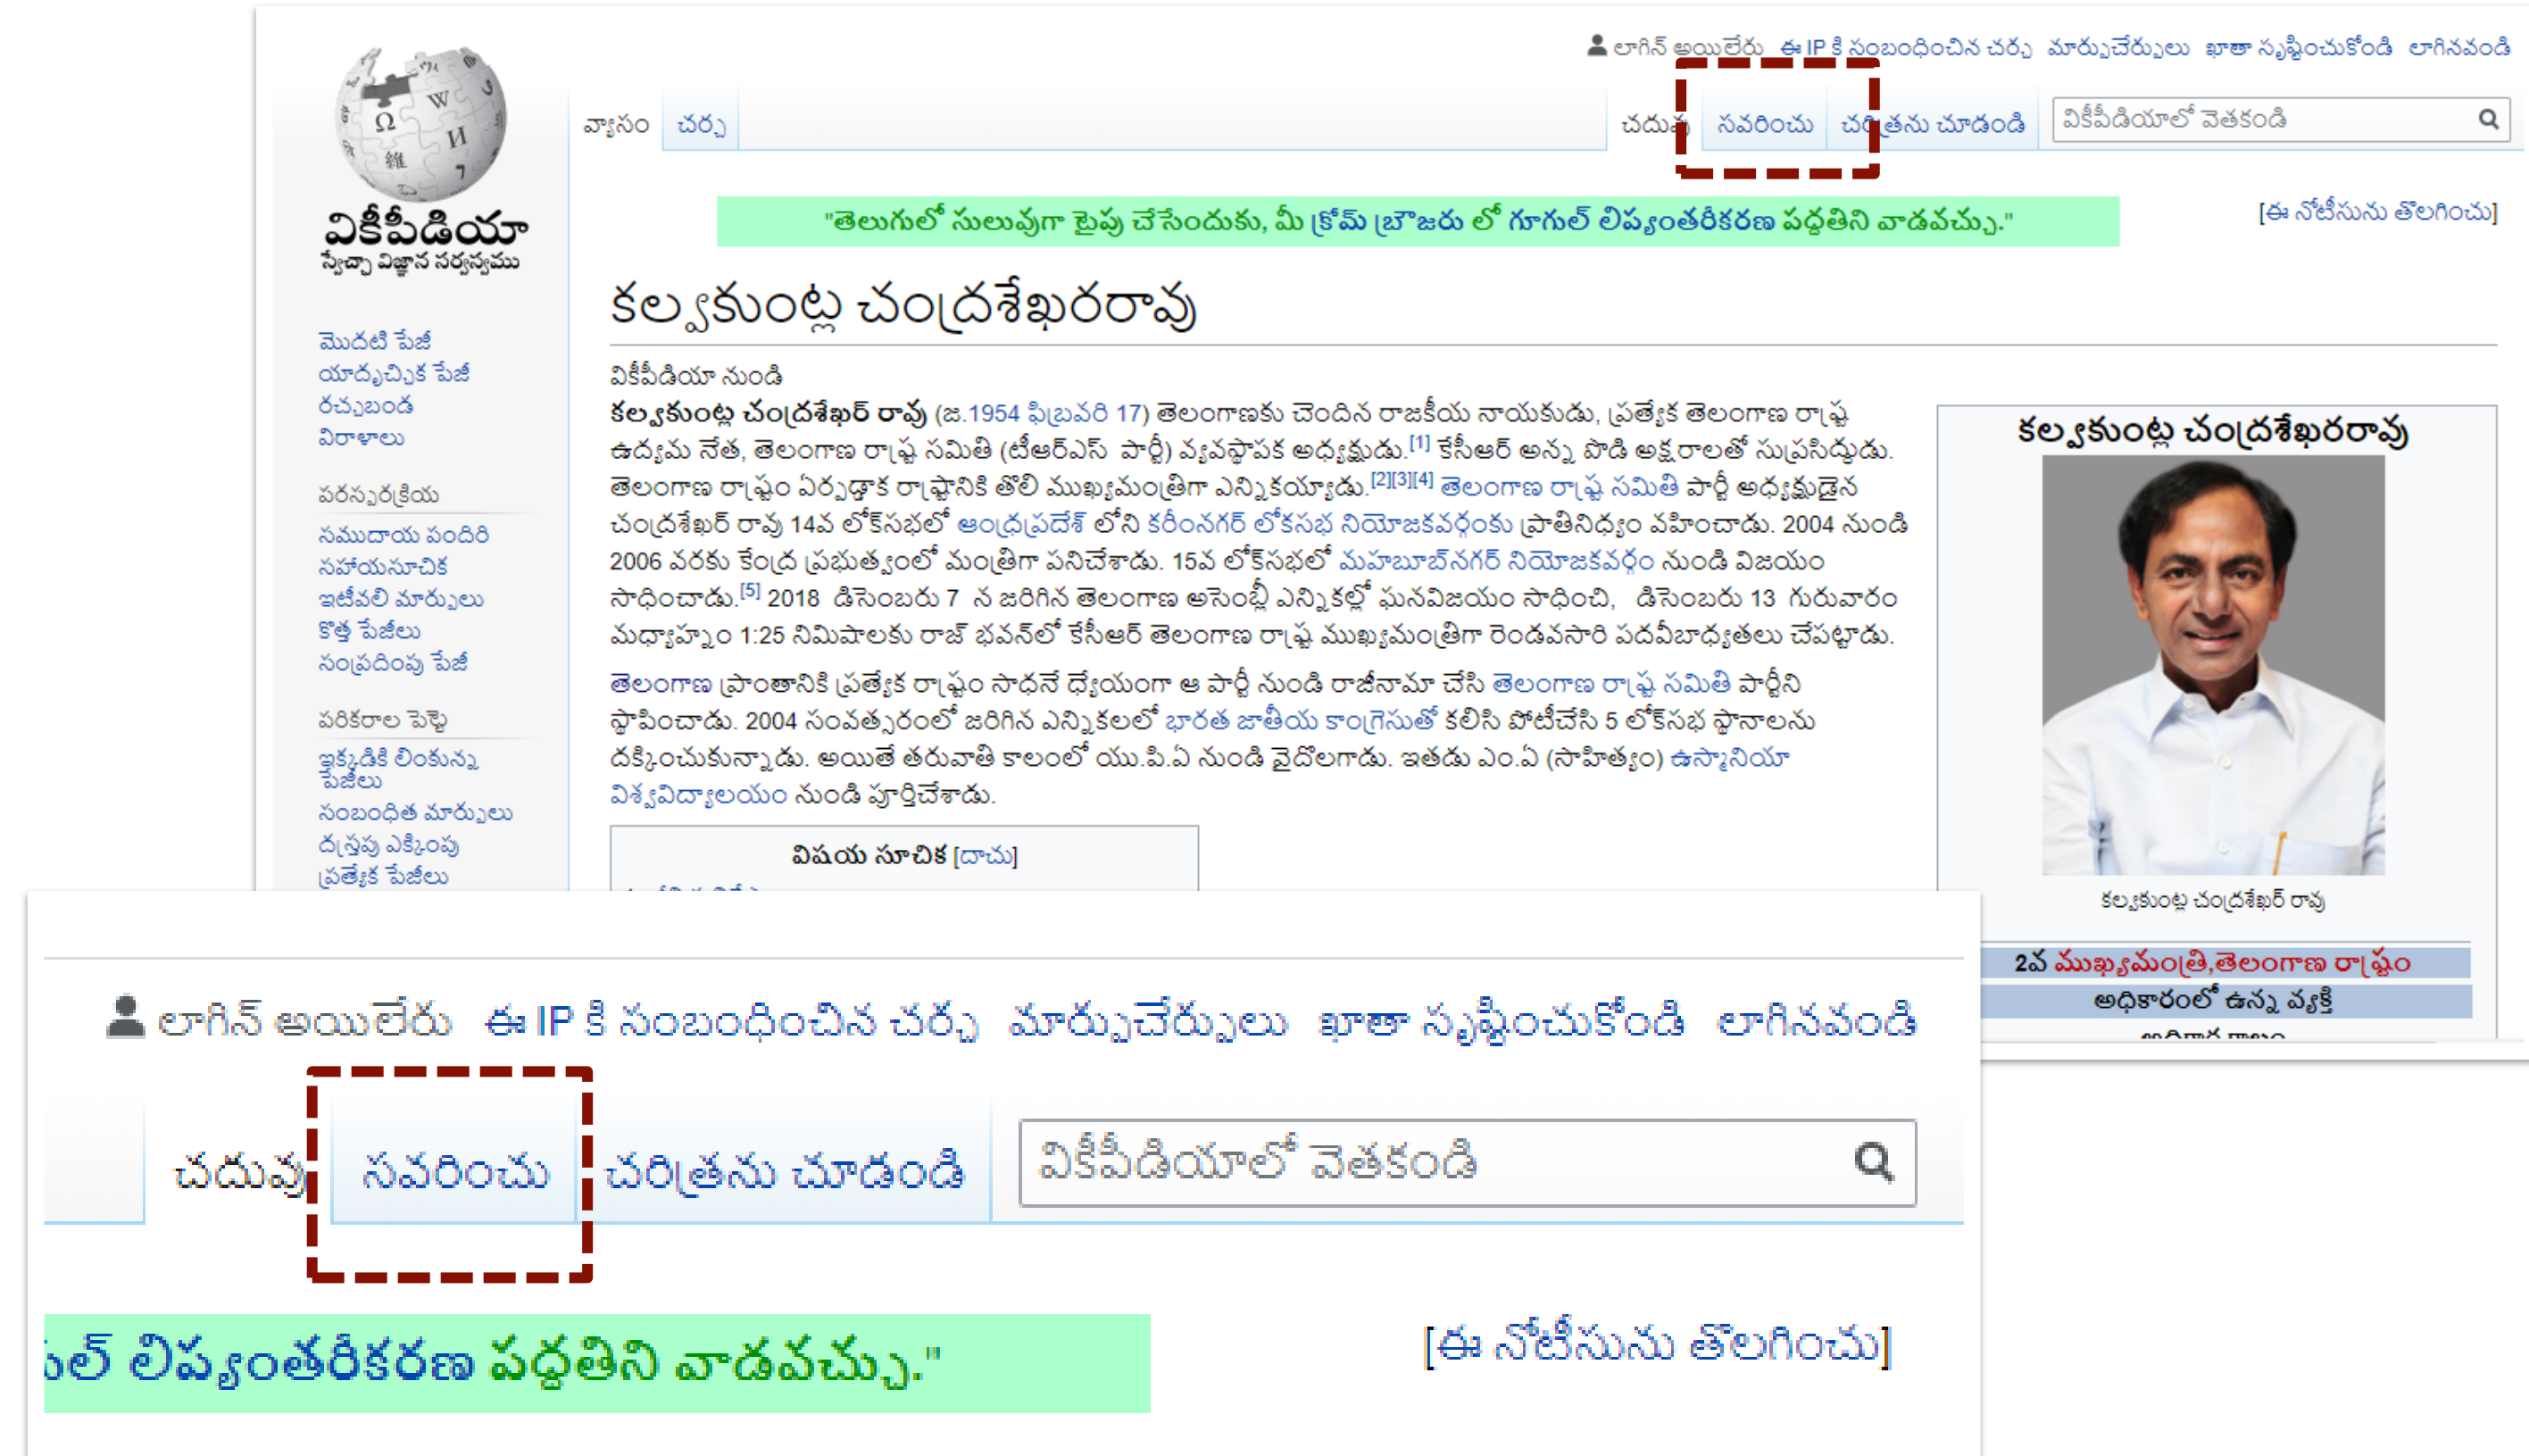 లాగిన్ అయిలేరు ఈ IP కి సంబంధించిన చర్చ మార్పుచేర్పులు ఖాతా సృష్టించుకోండి లాగినవండి
వ్యాసం చర్చ చదువు సవరించు చరిత్రను చూడండి వికీపీడియాలో వెతకండి
వికీపీడియా
స్వేచ్ఛా విజ్ఞాన సర్వస్వము
మొదటి పేజీ
యాదృచ్చిక పేజీ
రచ్చబండ
విరాళాలు
పరస్పరక్రియ
సముదాయ పందిరి
సహాయసూచిక
ఇటీవలి మార్పులు
కొత్త పేజీలు
సంప్రదింపు పేజీ
పరికరాల పెట్టె
ఇక్కడికి లింకున్న
పేజీలు
సంబంధిత మార్పులు
దస్త్రపు ఎక్కింపు
ప్రత్యేక పేజీలు
"తెలుగులో సులువుగా టైపు చేసేందుకు, మీ క్రోమ్ బ్రౌజరు లో గూగుల్ లిప్యంతరీకరణ పద్ధతిని వాడవచ్చు."
[ఈ నోటీసును తొలగించు]
కల్వకుంట్ల చంద్రశేఖరరావు
వికీపీడియా నుండి
కల్వకుంట్ల చంద్రశేఖర్ రావు (జ.1954 ఫిబ్రవరి 17) తెలంగాణకు చెందిన రాజకీయ నాయకుడు, ప్రత్యేక తెలంగాణ రాష్ట్ర
ఉద్యమ నేత, తెలంగాణ రాష్ట్ర సమితి (టీఆర్ఎస్ పార్టీ) వ్యవస్థాపక అధ్యక్షుడు.[1] కేసీఆర్ అన్న పొడి అక్షరాలతో సుప్రసిద్ధుడు.
తెలంగాణ రాష్ట్రం ఏర్పడ్డాక రాష్ట్రానికి తొలి ముఖ్యమంత్రిగా ఎన్నికయ్యాడు.[2][3][4] తెలంగాణ రాష్ట్ర సమితి పార్టీ అధ్యక్షుడైన
చంద్రశేఖర్ రావు 14వ లోక్‌సభలో ఆంధ్రప్రదేశ్ లోని కరీంనగర్ లోకసభ నియోజకవర్గంకు ప్రాతినిధ్యం వహించాడు. 2004 నుండి
2006 వరకు కేంద్ర ప్రభుత్వంలో మంత్రిగా పనిచేశాడు. 15వ లోక్‌సభలో మహబూబ్‌నగర్ నియోజకవర్గం నుండి విజయం
సాధించాడు.[5] 2018 డిసెంబరు 7 న జరిగిన తెలంగాణ అసెంబ్లీ ఎన్నికల్లో ఘనవిజయం సాధించి, డిసెంబరు 13 గురువారం
మధ్యాహ్నం 1:25 నిమిషాలకు రాజ్ భవన్‌లో కేసీఆర్ తెలంగాణ రాష్ట్ర ముఖ్యమంత్రిగా రెండవసారి పదవీబాధ్యతలు చేపట్టాడు.
తెలంగాణ ప్రాంతానికి ప్రత్యేక రాష్ట్రం సాధనే ధ్యేయంగా ఆ పార్టీ నుండి రాజీనామా చేసి తెలంగాణ రాష్ట్ర సమితి పార్టీని
స్థాపించాడు. 2004 సంవత్సరంలో జరిగిన ఎన్నికలలో భారత జాతీయ కాంగ్రెసుతో కలిసి పోటీచేసి 5 లోక్‌సభ స్థానాలను
దక్కించుకున్నాడు. అయితే తరువాతి కాలంలో యు.పి.ఏ నుండి వైదొలగాడు. ఇతడు ఎం.ఏ (సాహిత్యం) ఉస్మానియా
విశ్వవిద్యాలయం నుండి పూర్తిచేశాడు.
విషయ సూచిక [దాచు]
కల్వకుంట్ల చంద్రశేఖరరావు
కల్వకుంట్ల చంద్రశేఖర్ రావు
2వ ముఖ్యమంత్రి,తెలంగాణ రాష్ట్రం
అధికారంలో ఉన్న వ్యక్తి
లాగిన్ అయిలేరు ఈ IP కి సంబంధించిన చర్చ మార్పుచేర్పులు ఖాతా సృష్టించుకోండి లాగినవండి
చదువు సవరించు చరిత్రను చూడండి వికీపీడియాలో వెతకండి
లిప్యంతరీకరణ పద్ధతిని వాడవచ్చు."
[ఈ నోటీసును తొలగించు]